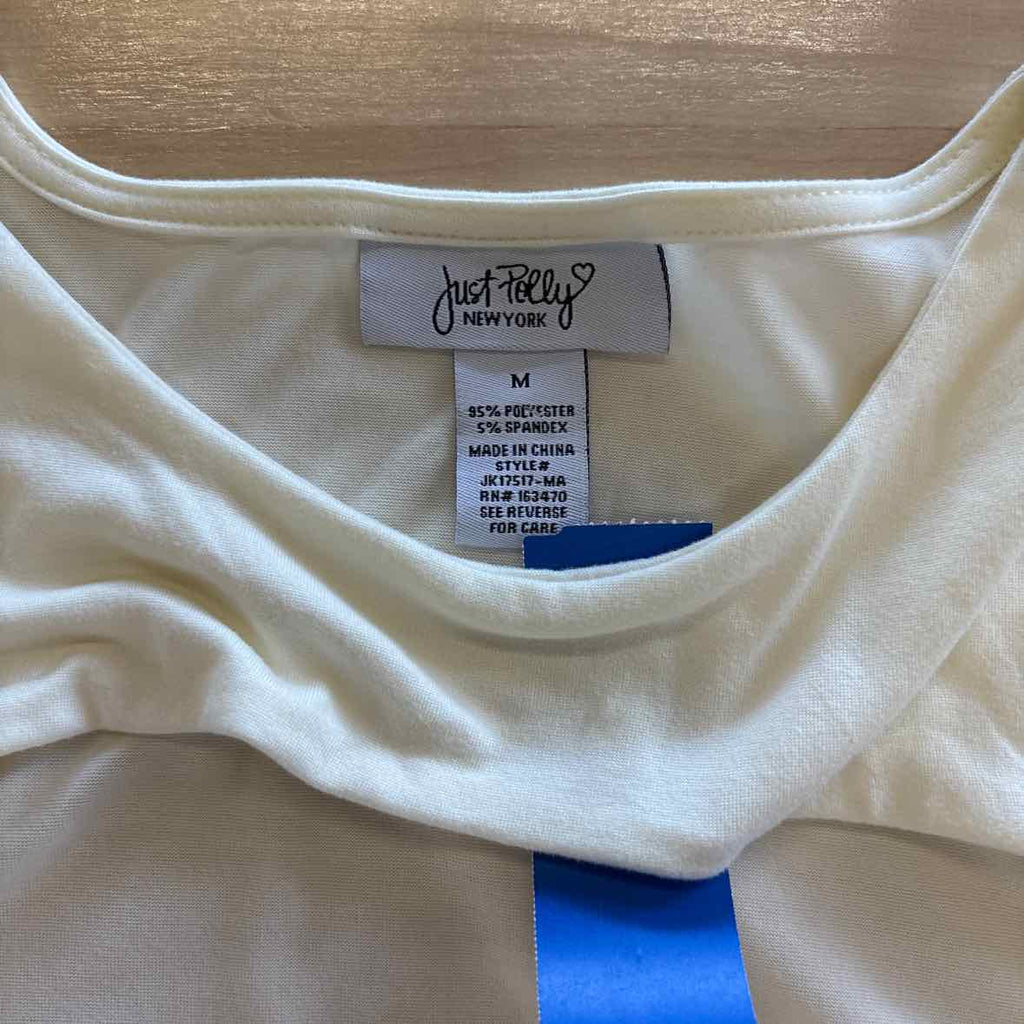 Just Polly
NEW YORK
M
95% POLYESTER
5% SPANDEX
MADE IN CHINA
STYLE#
JK17517-MA
RN# 163470
SEE REVERSE
FOR CARE